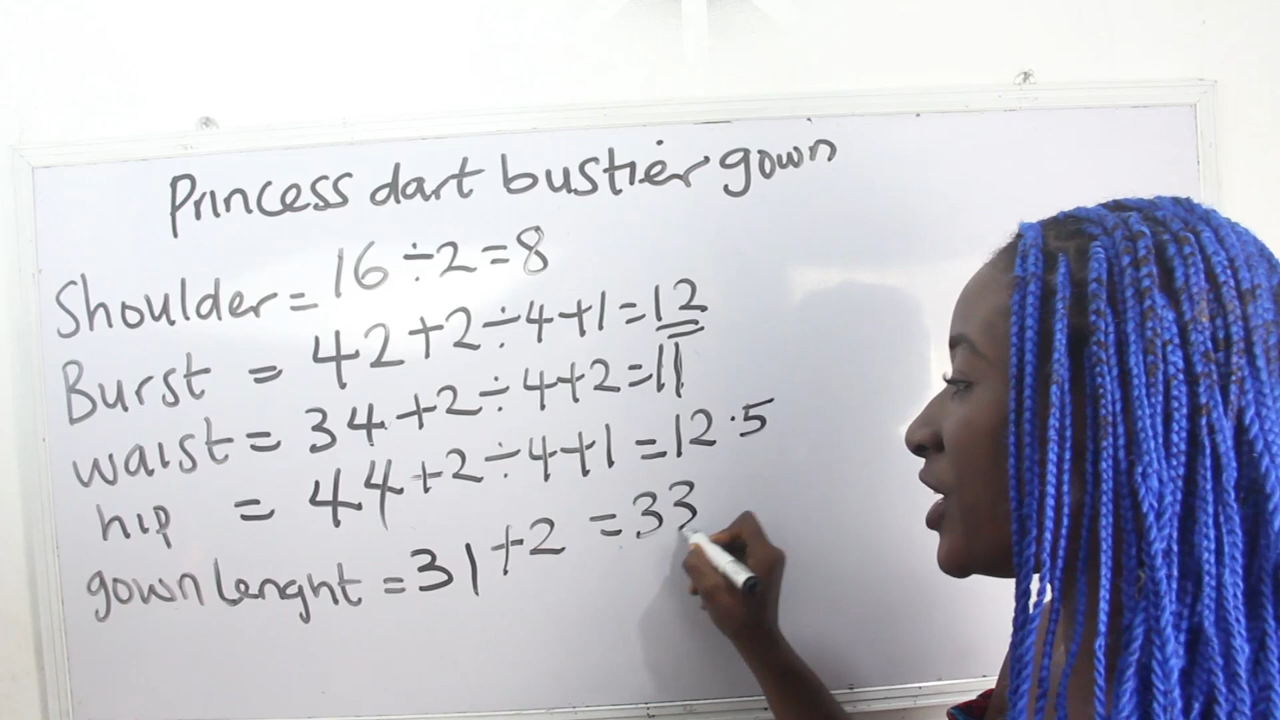 Princess dart bustier gown
Shoulder = 16 ÷ 2 = 8
Burst = 42 + 2 ÷ 4 + 1 = 12
waist = 34 + 2 ÷ 4 + 2 = 11
hip = 44 + 2 ÷ 4 + 1 = 12.5
gown lenght = 31 + 2 = 33